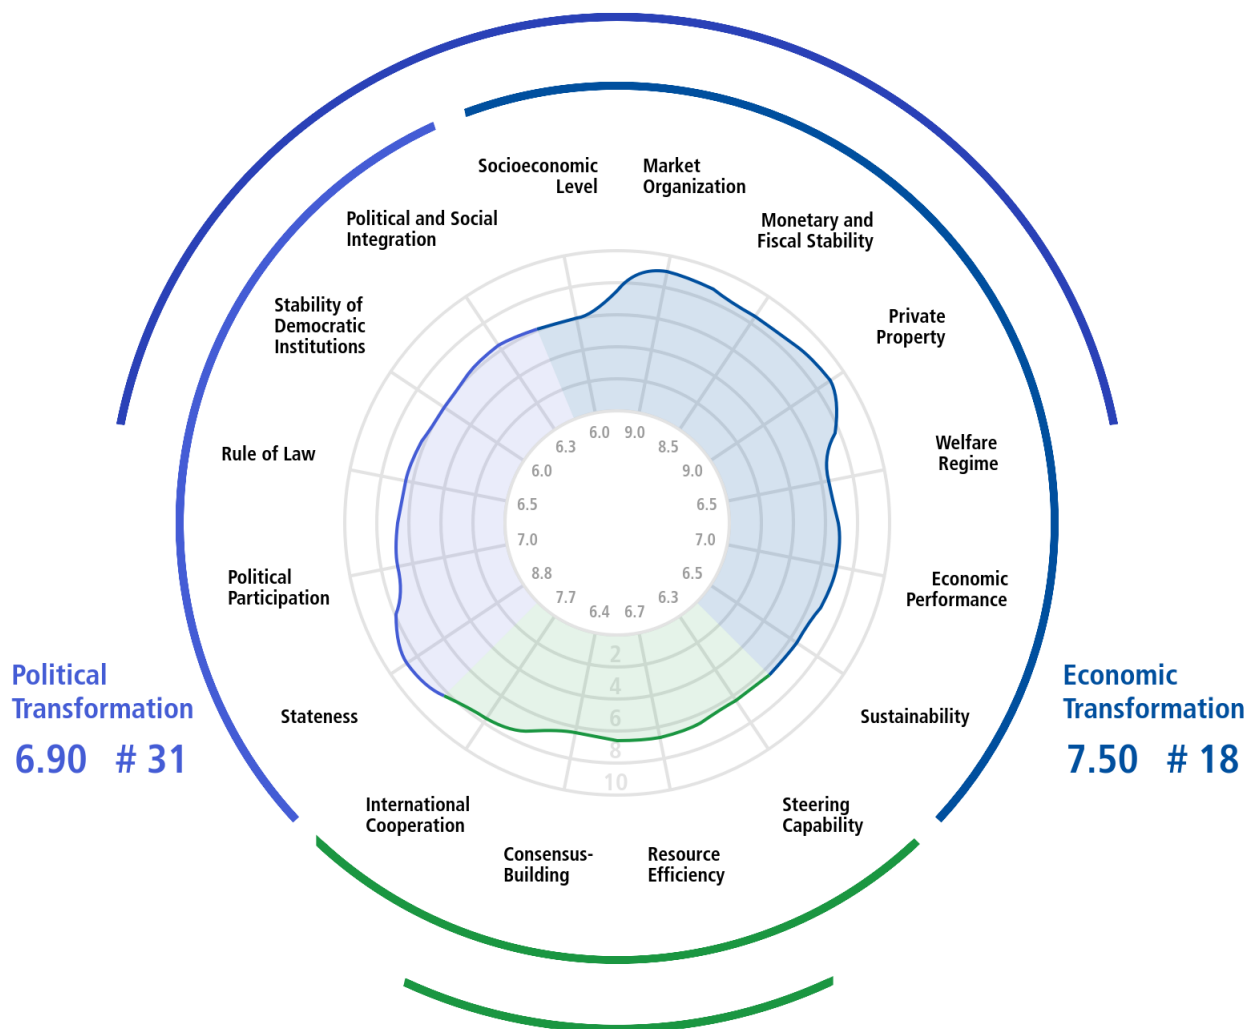 Socioeconomic
Level
Market
Organization
Political and Social
Integration
Monetary and
Fiscal Stability
Stability of
Democratic
Institutions
Private
Property
Rule of Law
Welfare
Regime
Political
Participation
Economic
Performance
Stateness
Sustainability
International
Cooperation
Steering
Capability
Consensus-
Building
Resource
Efficiency
6.0
9.0
6.3
8.5
6.0
9.0
6.5
6.5
7.0
7.0
8.8
6.5
7.7
6.3
6.4
6.7
2
4
6
8
10
Political
Transformation
6.90 # 31
Economic
Transformation
7.50 # 18